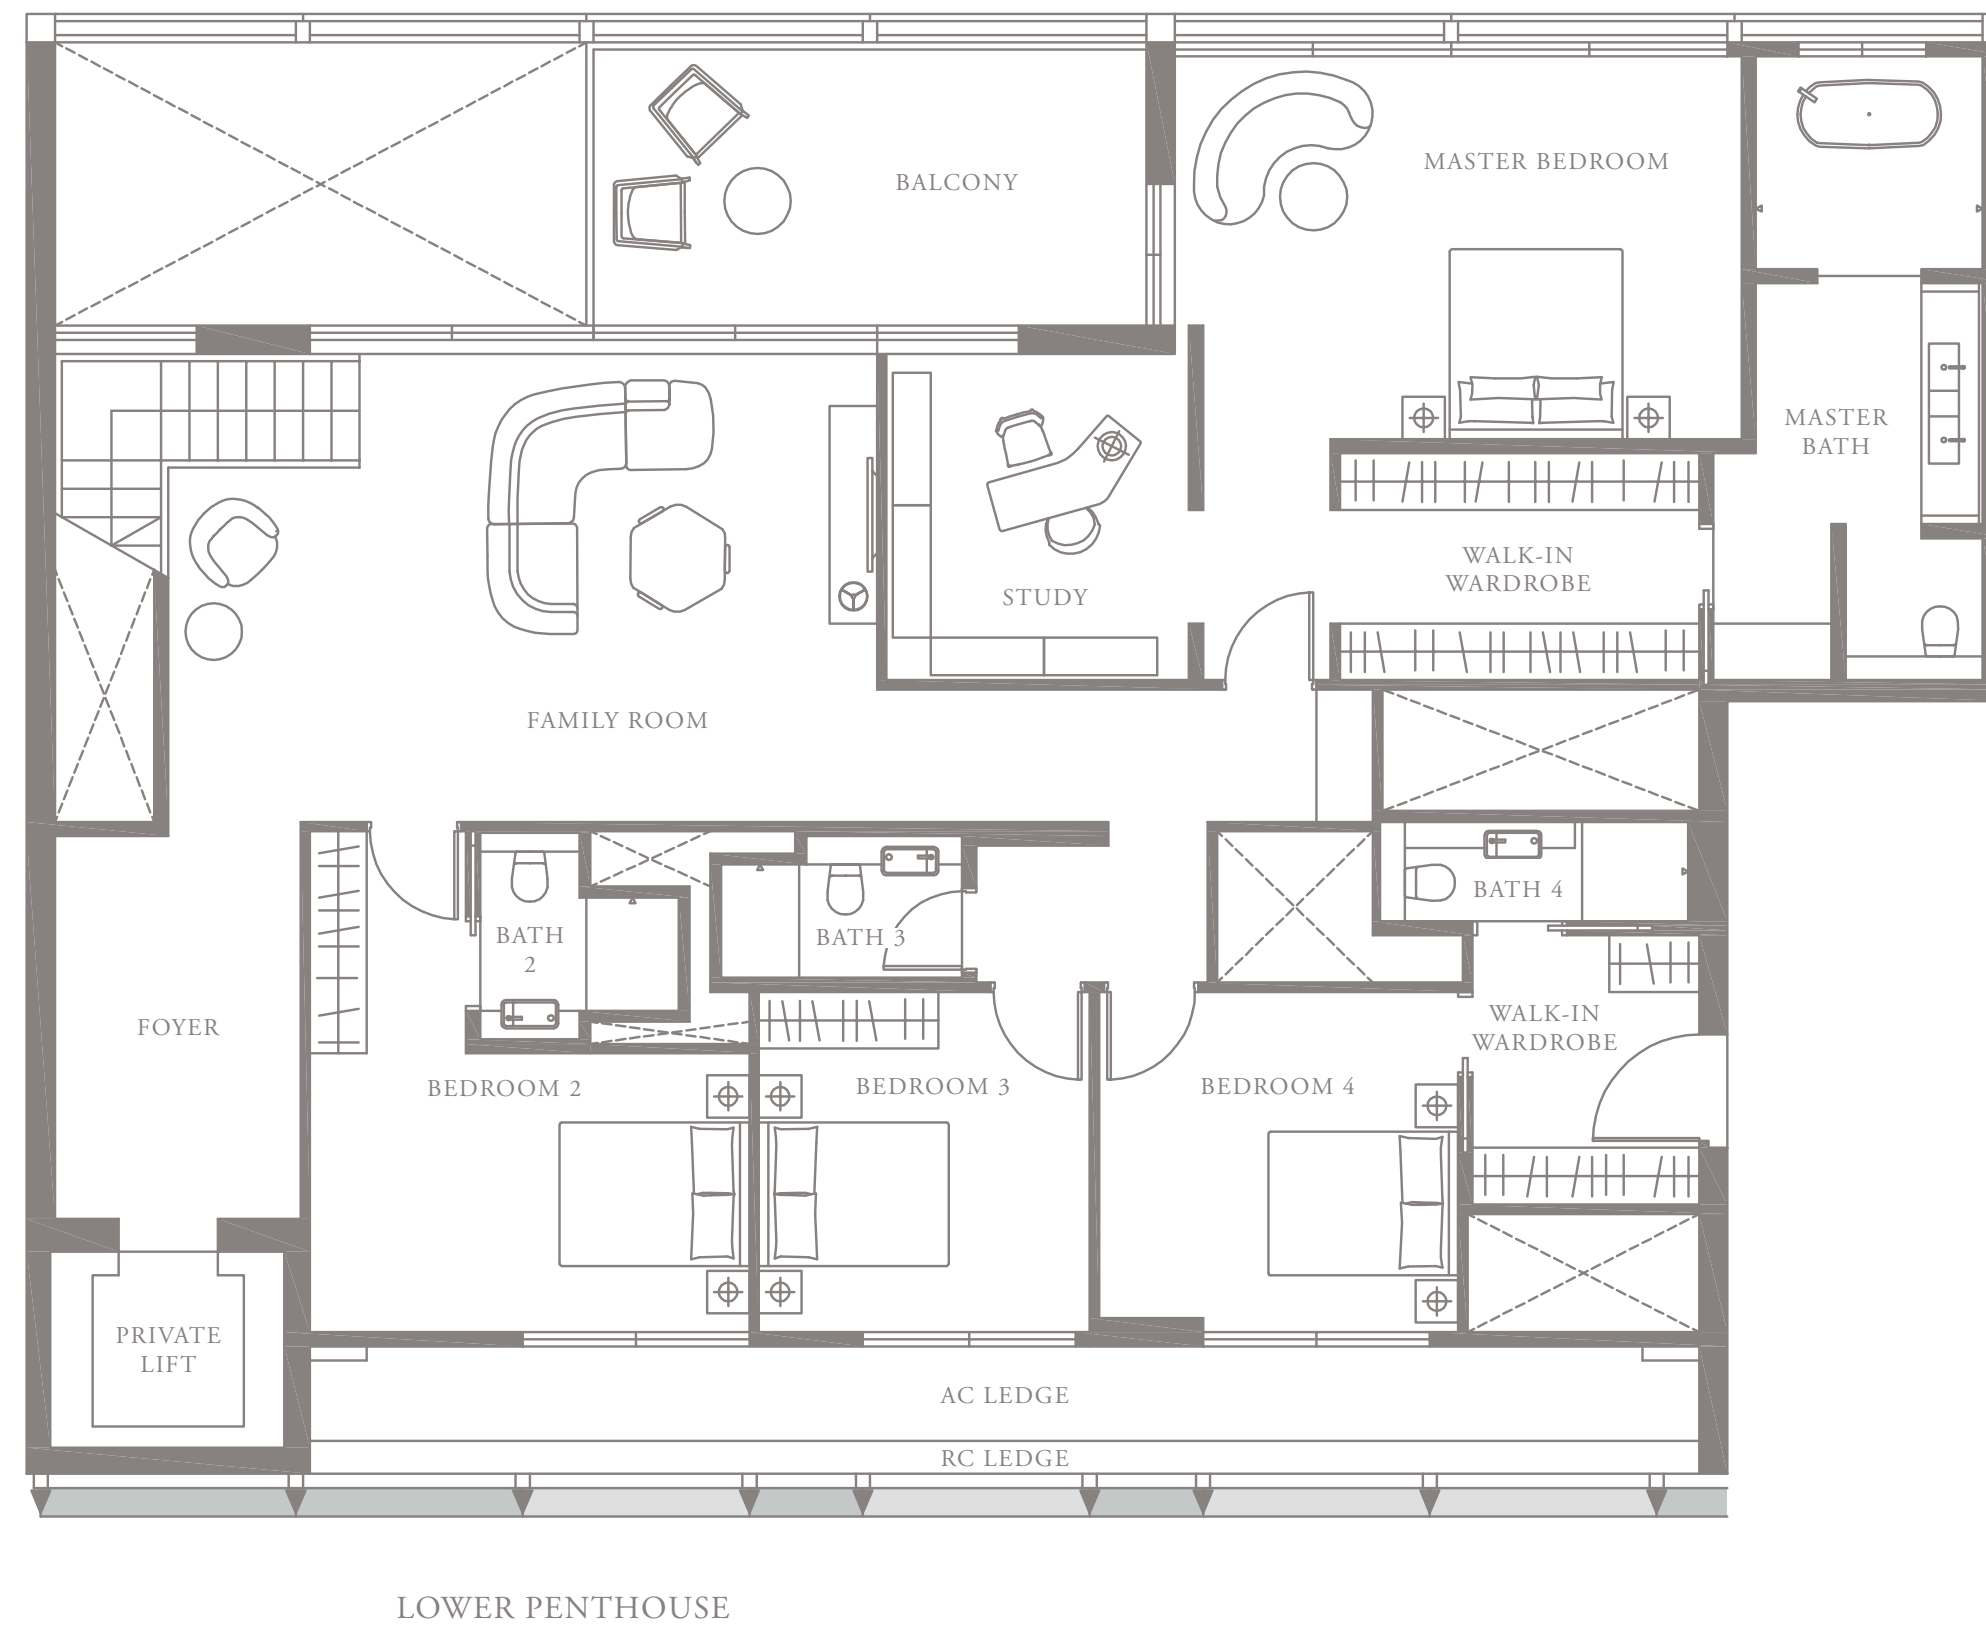 BALCONY
MASTER BEDROOM
MASTER
BATH
WALK-IN
WARDROBE
STUDY
FAMILY ROOM
BATH
2
BATH 3
BATH 4
FOYER
WALK-IN
WARDROBE
BEDROOM 2
BEDROOM 3
BEDROOM 4
PRIVATE
LIFT
AC LEDGE
RC LEDGE
LOWER PENTHOUSE